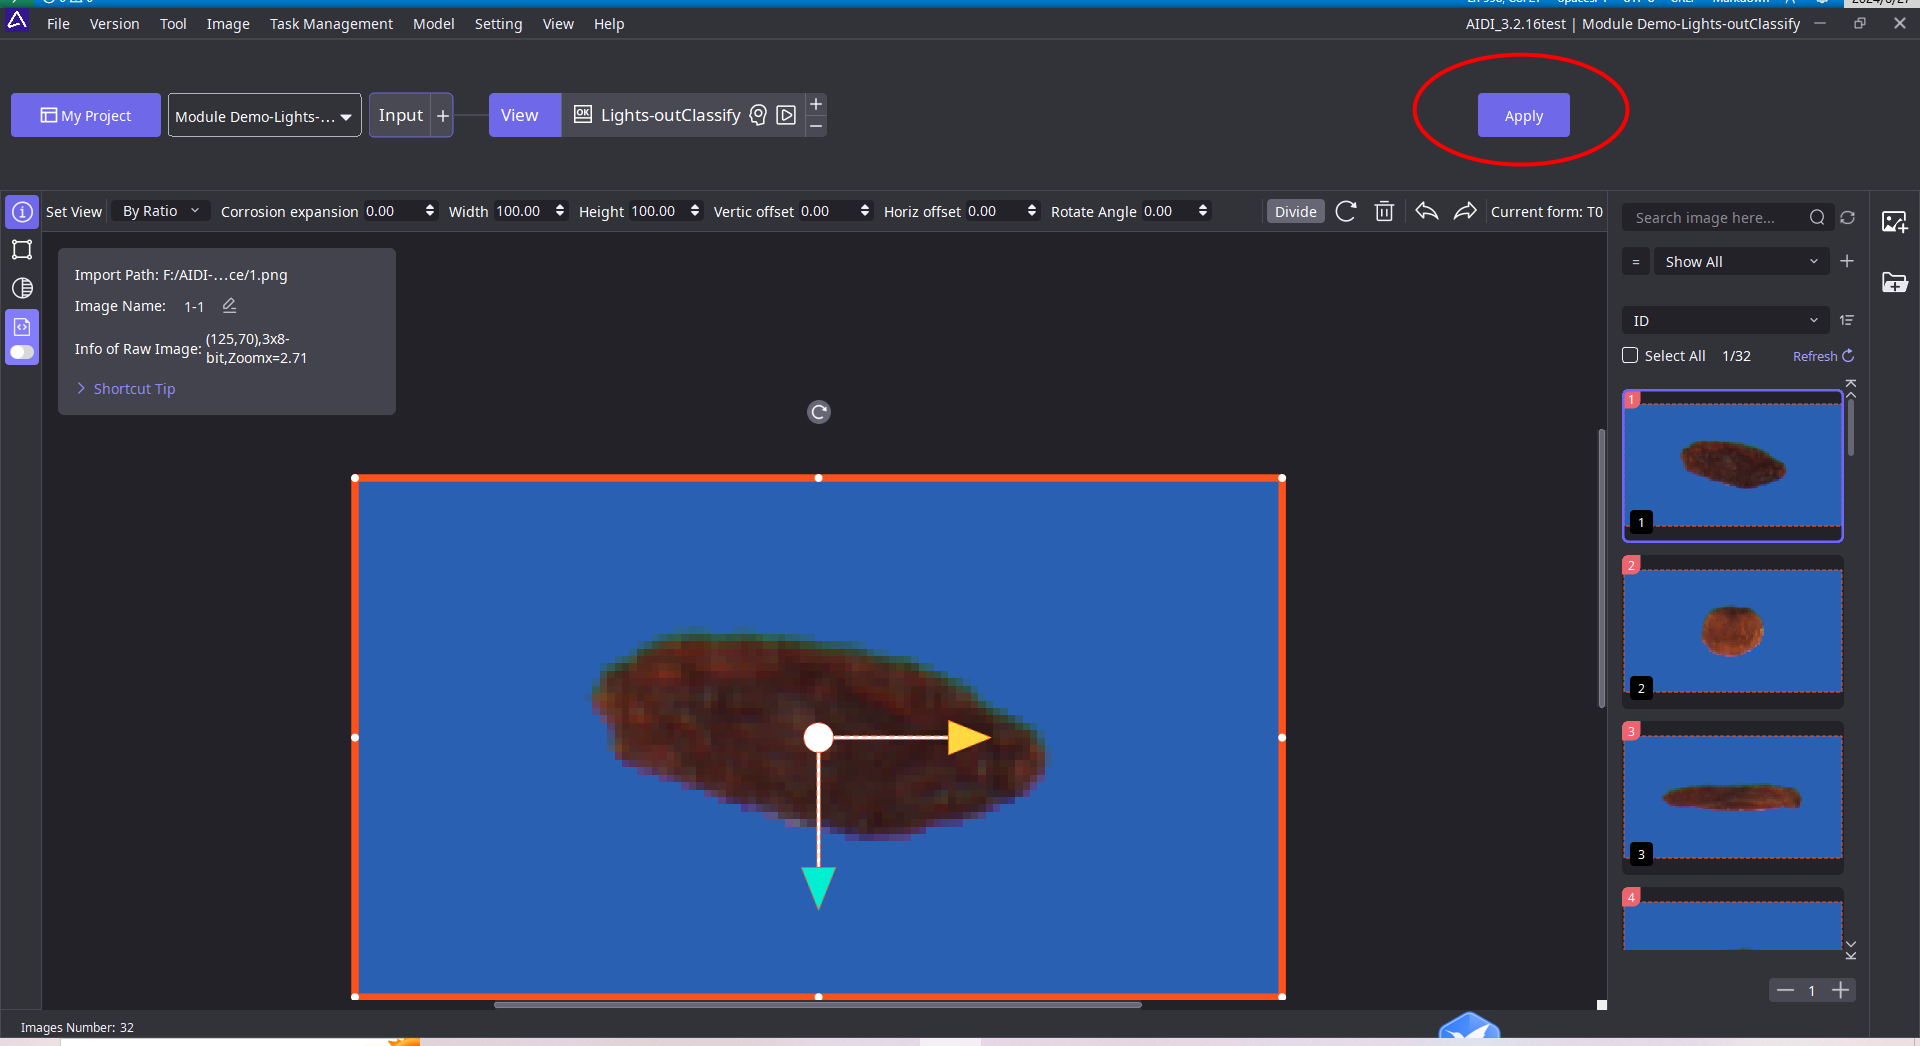 File Version Tool Image Task Management Model Setting View Help
AIDI_3.2.16test | Module Demo-Lights-outClassify
My Project
Module Demo-Lights-...
Input +
View
OK Lights-outClassify
+
−
Apply
Set View By Ratio Corrosion expansion 0.00 Width 100.00 Height 100.00 Vertic offset 0.00 Horiz offset 0.00 Rotate Angle 0.00 Divide Current form: T0
Import Path: F:/AIDI-...ce/1.png
Image Name: 1-1
Info of Raw Image: (125,70),3x8-
bit,Zoomx=2.71
Shortcut Tip
Search image here...
= Show All +
ID
Select All 1/32 Refresh
1
1
2
2
3
3
4
− 1 +
Images Number: 32